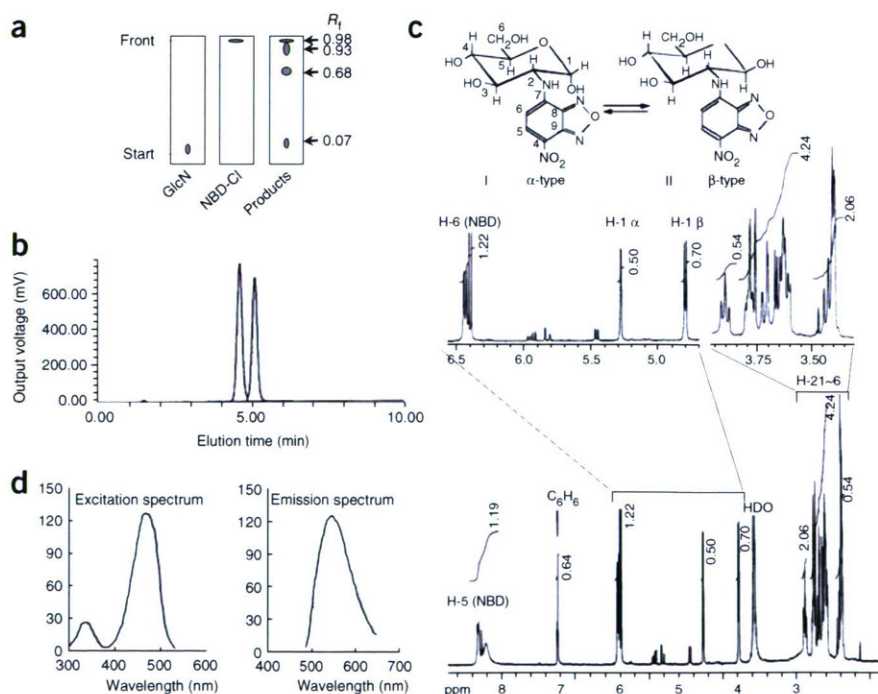 a
R_f
Front
0.98
0.93
0.68
0.07
Start
GlcN
NBD-Cl
Products
b
Output voltage (mV)
600.00
400.00
200.00
0.00
0.00
5.00
10.00
Elution time (min)
c
6
CH₂OH
H
4
HO
5
H
O
1
H
H
HO
3
H
2
NH
OH
7
6
8
5
9
4
N
O
N
NO₂
I
α-type
H
CH₂OH
HO
H
HO
H
OH
H
NH
N
O
N
NO₂
II
β-type
H-6 (NBD)
1.22
H-1 α
0.50
H-1 β
0.70
0.54
4.24
2.06
6.5
6.0
5.5
5.0
3.75
3.50
H-21~6
H-5 (NBD)
1.19
C₆H₆
0.64
1.22
0.50
0.70
HDO
2.06
4.24
0.54
ppm
8
7
6
5
4
3
d
Excitation spectrum
150
120
90
60
30
0
300
400
500
600
Wavelength (nm)
Emission spectrum
150
120
90
60
30
0
400
500
600
700
Wavelength (nm)